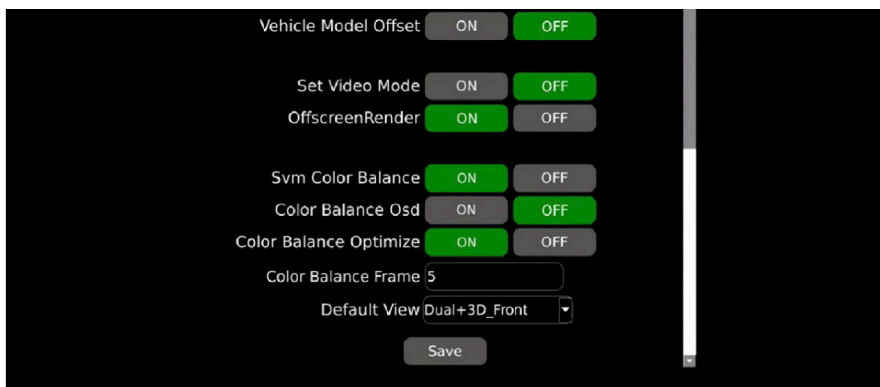 Vehicle Model Offset ON OFF
Set Video Mode ON OFF
OffscreenRender ON OFF
Svm Color Balance ON OFF
Color Balance Osd ON OFF
Color Balance Optimize ON OFF
Color Balance Frame 5
Default View Dual+3D_Front
Save